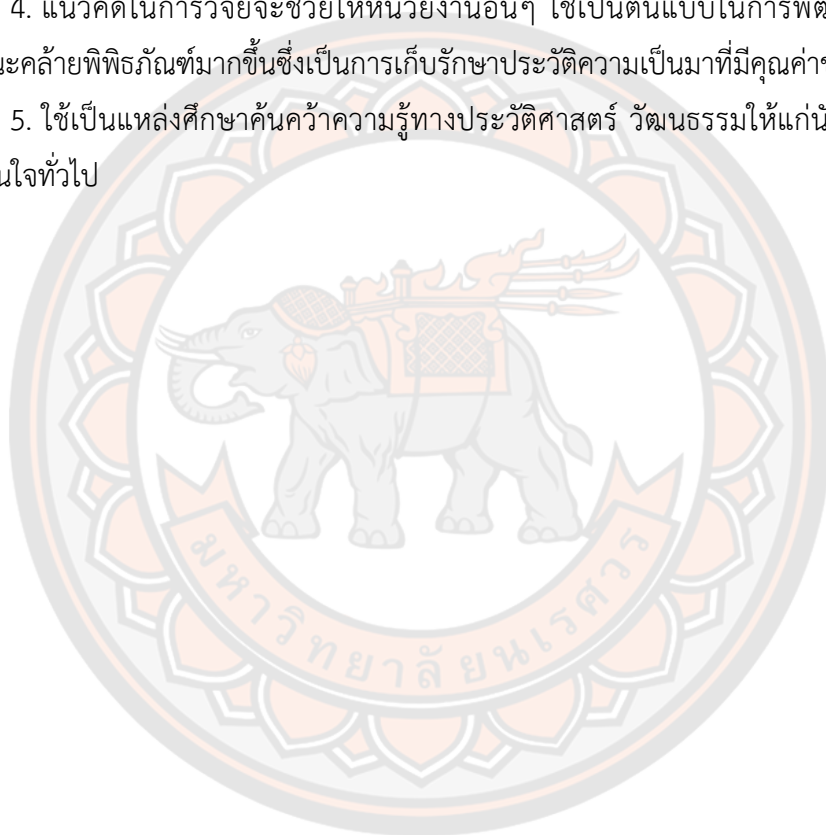 4. แนวคิดในการวิจัยจะช่วยให้หน่วยงานอื่นๆ ใช้เป็นต้นแบบในการพัฒ
ะคล้ายพิพิธภัณฑ์มากขึ้นซึ่งเป็นการเก็บรักษาประวัติความเป็นมาที่มีคุณค่า
5. ใช้เป็นแหล่งศึกษาค้นคว้าความรู้ทางประวัติศาสตร์ วัฒนธรรมให้แก่นั
นใจทั่วไป
มหาวิทยาลัยนเรศวร